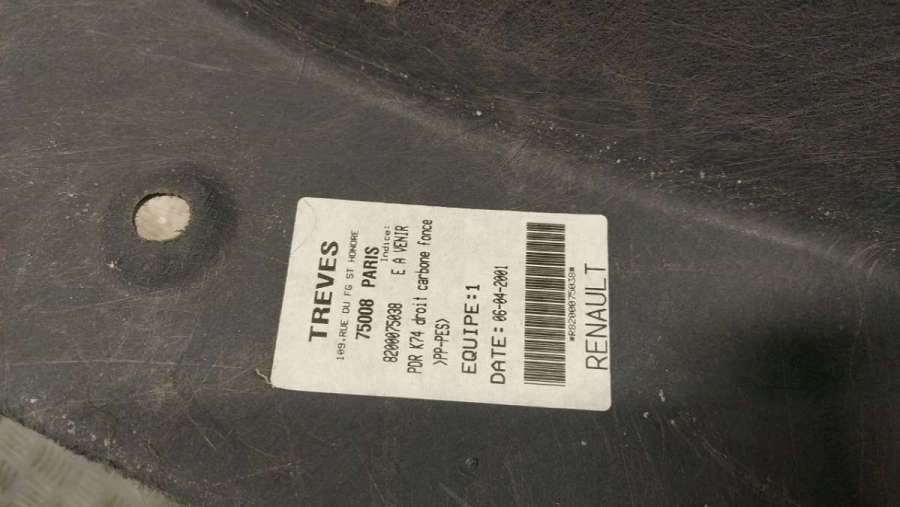 TREVES
109.RUE DU FG ST HONORE
75008 PARIS
Indice:
8200075038 E A VENIR
PDR K74 droit carbone fonce
>PP-PES>
EQUIPE:1
DATE: 06-04-2001
*R8200075038*
RENAULT